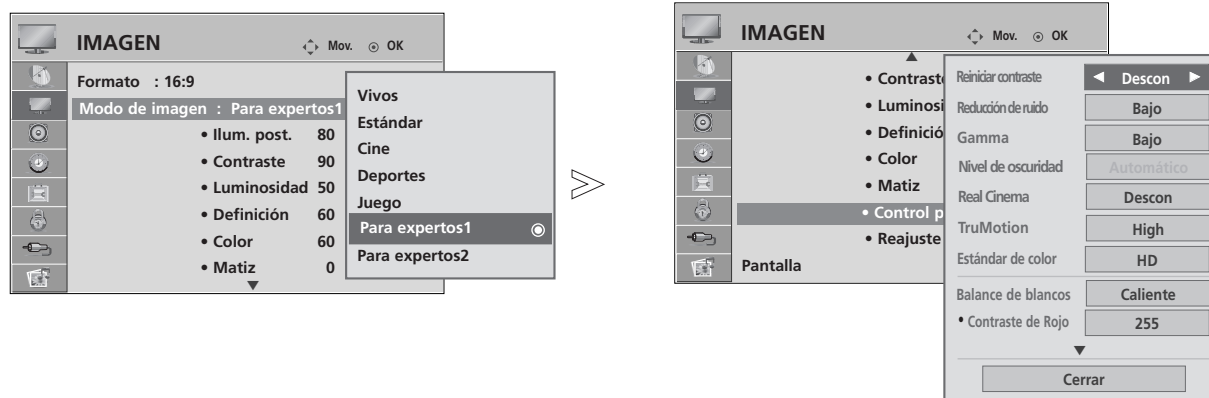 IMAGEN
Mov. OK
Formato : 16:9
Modo de imagen : Para expertos1
• Ilum. post. 80
• Contraste 90
• Luminosidad 50
• Definición 60
• Color 60
• Matiz 0
Vivos
Estándar
Cine
Deportes
Juego
Para expertos1
Para expertos2
IMAGEN
Mov. OK
• Contrast
• Luminosi
• Definició
• Color
• Matiz
• Control p
• Reajuste
Pantalla
Reiniciar contraste Descon
Reducción de ruido Bajo
Gamma Bajo
Nivel de oscuridad Automático
Real Cinema Descon
TruMotion High
Estándar de color HD
Balance de blancos Caliente
• Contraste de Rojo 255
Cerrar